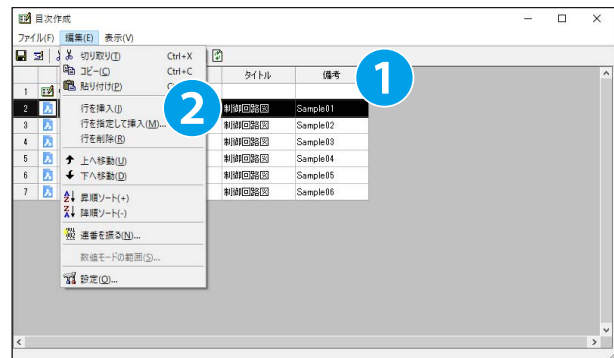 目次作成
ファイル(F) 編集(E) 表示(V)
切り取り(T) Ctrl+X
コピー(C) Ctrl+C
貼り付け(P)
行を挿入(I)
行を指定して挿入(M)...
行を削除(R)
上へ移動(U)
下へ移動(D)
昇順ソート(+)
降順ソート(-)
連番を振る(N)...
数値モードの範囲(S)...
設定(O)...
タイトル 備考
1
2 制御回路図 Sample01
3 制御回路図 Sample02
4 制御回路図 Sample03
5 制御回路図 Sample04
6 制御回路図 Sample05
7 制御回路図 Sample06
1
2